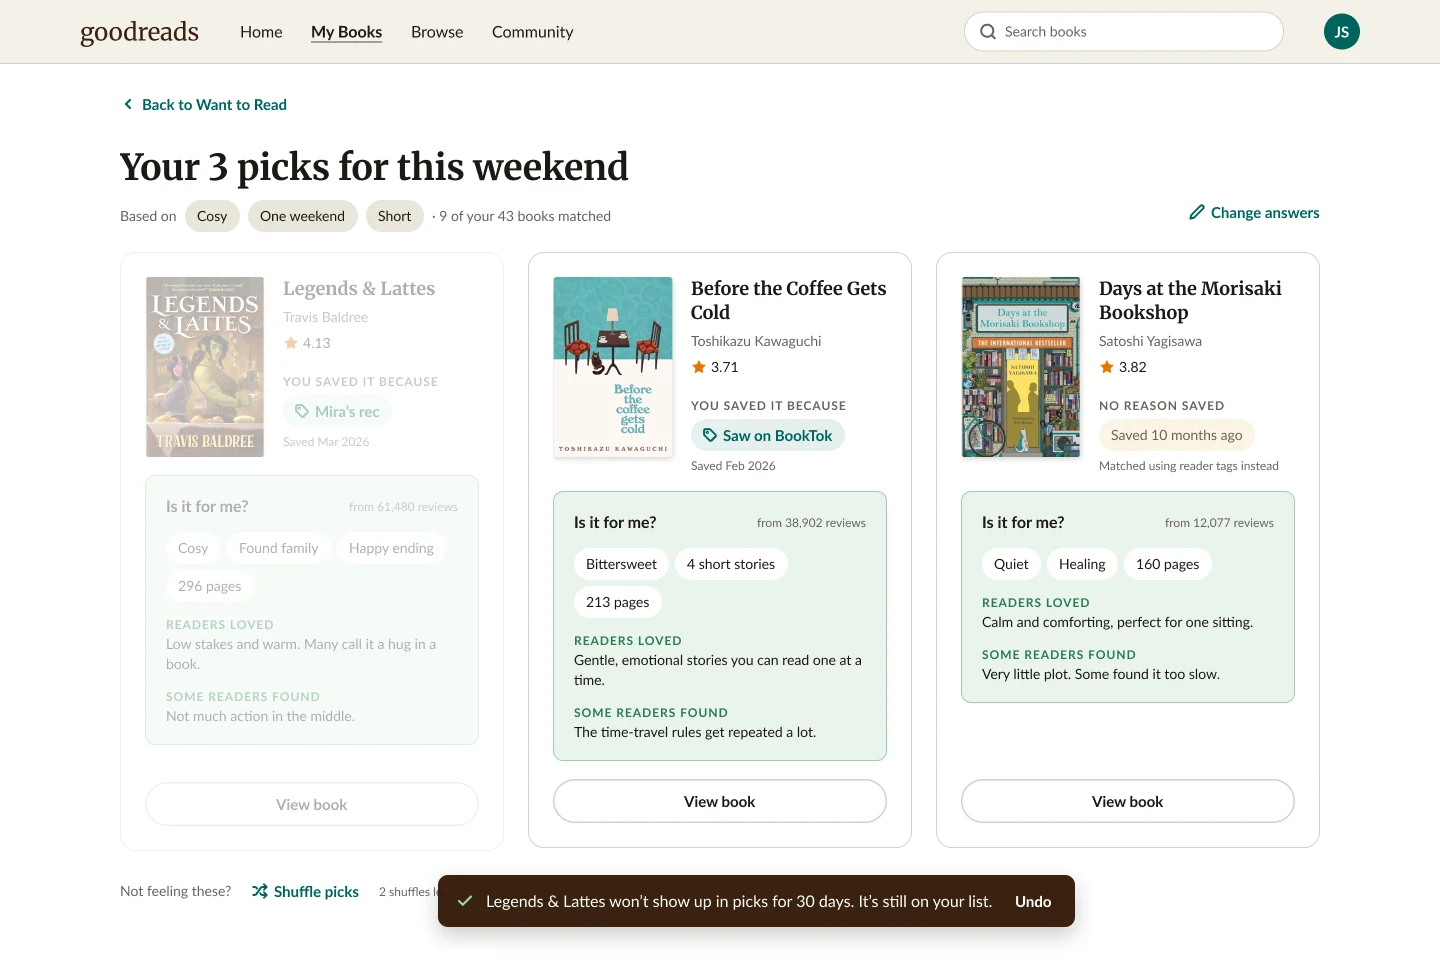 goodreads
Home
My Books
Browse
Community
Search books
JS
Back to Want to Read
Your 3 picks for this weekend
Based on
Cosy
One weekend
Short
· 9 of your 43 books matched
Change answers
LEGENDS
& LATTES
TRAVIS BALDREE
Legends & Lattes
Travis Baldree
4.13
YOU SAVED IT BECAUSE
Mira’s rec
Saved Mar 2026
Is it for me?
from 61,480 reviews
Cosy
Found family
Happy ending
296 pages
READERS LOVED
Low stakes and warm. Many call it a hug in a
book.
SOME READERS FOUND
Not much action in the middle.
View book
Before
the
coffee
gets
cold
TOSHIKAZU KAWAGUCHI
Before the Coffee Gets
Cold
Toshikazu Kawaguchi
3.71
YOU SAVED IT BECAUSE
Saw on BookTok
Saved Feb 2026
Is it for me?
from 38,902 reviews
Bittersweet
4 short stories
213 pages
READERS LOVED
Gentle, emotional stories you can read one at a
time.
SOME READERS FOUND
The time-travel rules get repeated a lot.
View book
Days at the
Morisaki Bookshop
THE INTERNATIONAL BESTSELLER
SATOSHI
YAGISAWA
Days at the Morisaki
Bookshop
Satoshi Yagisawa
3.82
NO REASON SAVED
Saved 10 months ago
Matched using reader tags instead
Is it for me?
from 12,077 reviews
Quiet
Healing
160 pages
READERS LOVED
Calm and comforting, perfect for one sitting.
SOME READERS FOUND
Very little plot. Some found it too slow.
View book
Not feeling these?
Shuffle picks
2 shuffles
Legends & Lattes won’t show up in picks for 30 days. It’s still on your list.
Undo